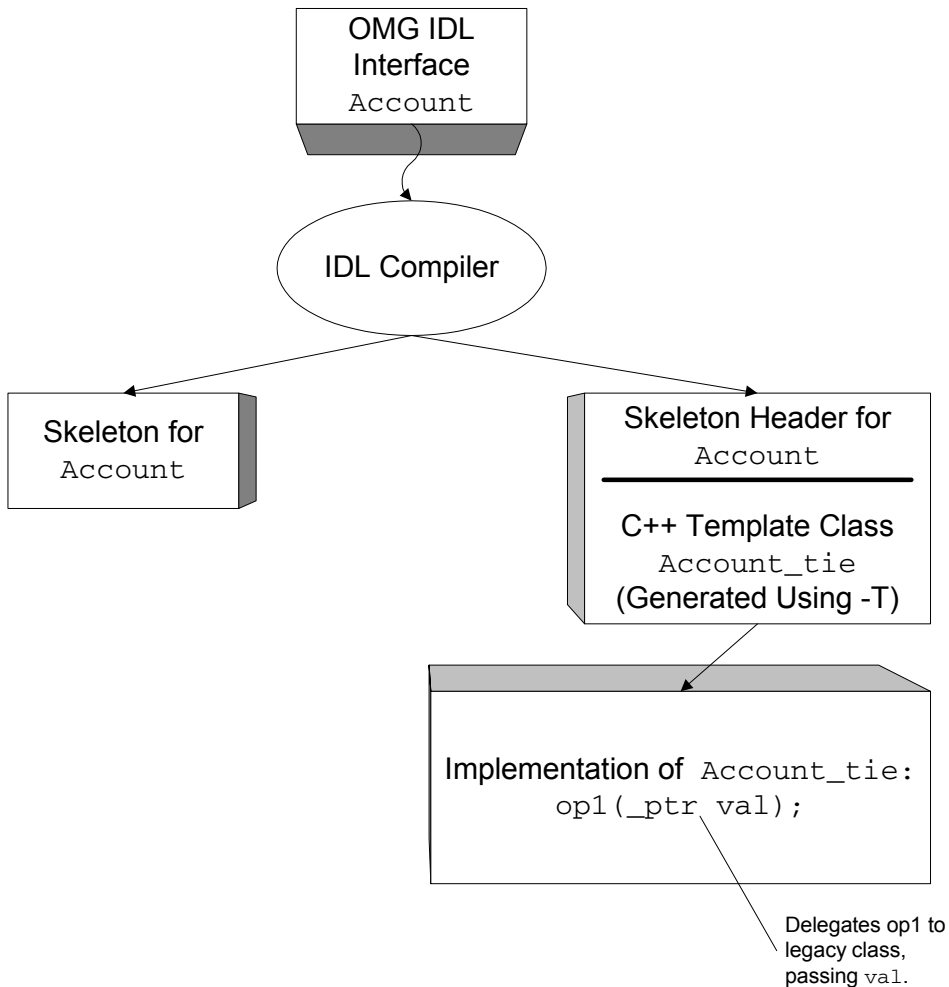 OMG IDL
Interface
Account
IDL Compiler
Skeleton for
Account
Skeleton Header for
Account
C++ Template Class
Account_tie
(Generated Using -T)
Implementation of Account_tie:
op1(_ptr val);
Delegates op1 to
legacy class,
passing val.